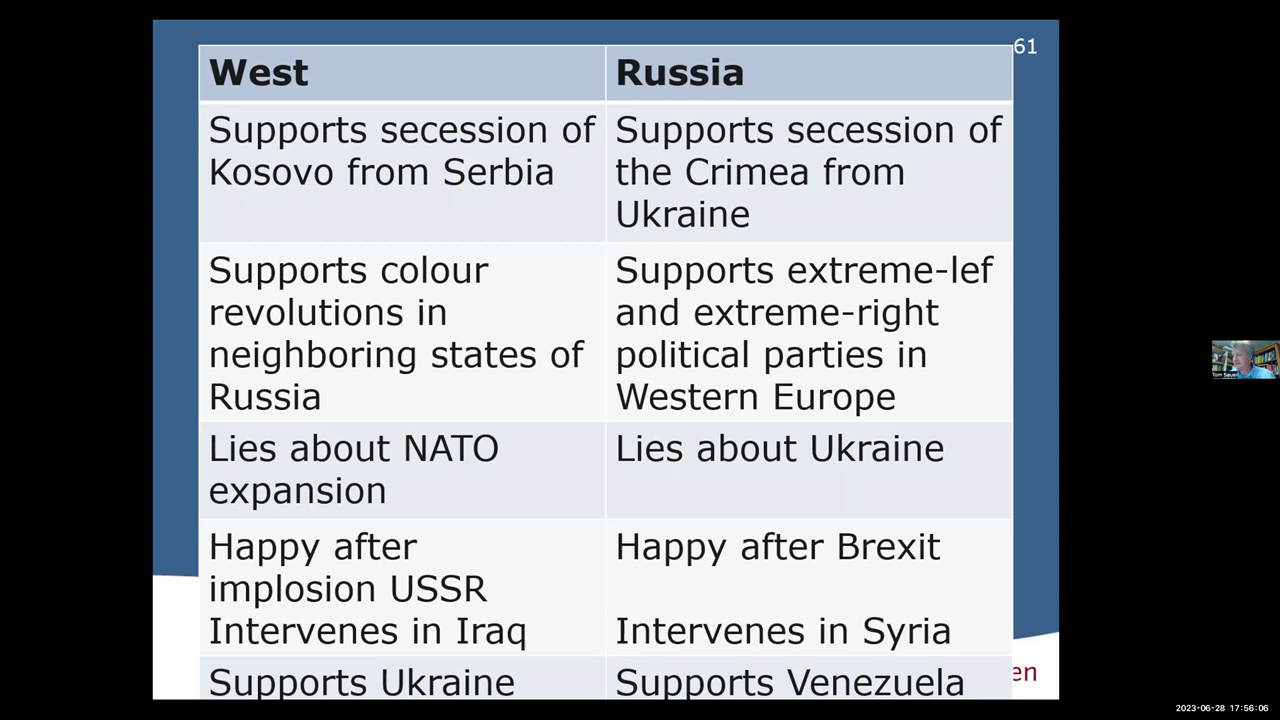 61
West
Russia
Supports secession of
Kosovo from Serbia
Supports secession of
the Crimea from
Ukraine
Supports colour
revolutions in
neighboring states of
Russia
Supports extreme-lef
and extreme-right
political parties in
Western Europe
Lies about NATO
expansion
Lies about Ukraine
Happy after
implosion USSR
Intervenes in Iraq
Happy after Brexit
Intervenes in Syria
Supports Ukraine
Supports Venezuela
en
Tom Sauer
2023-06-28 17:56:06